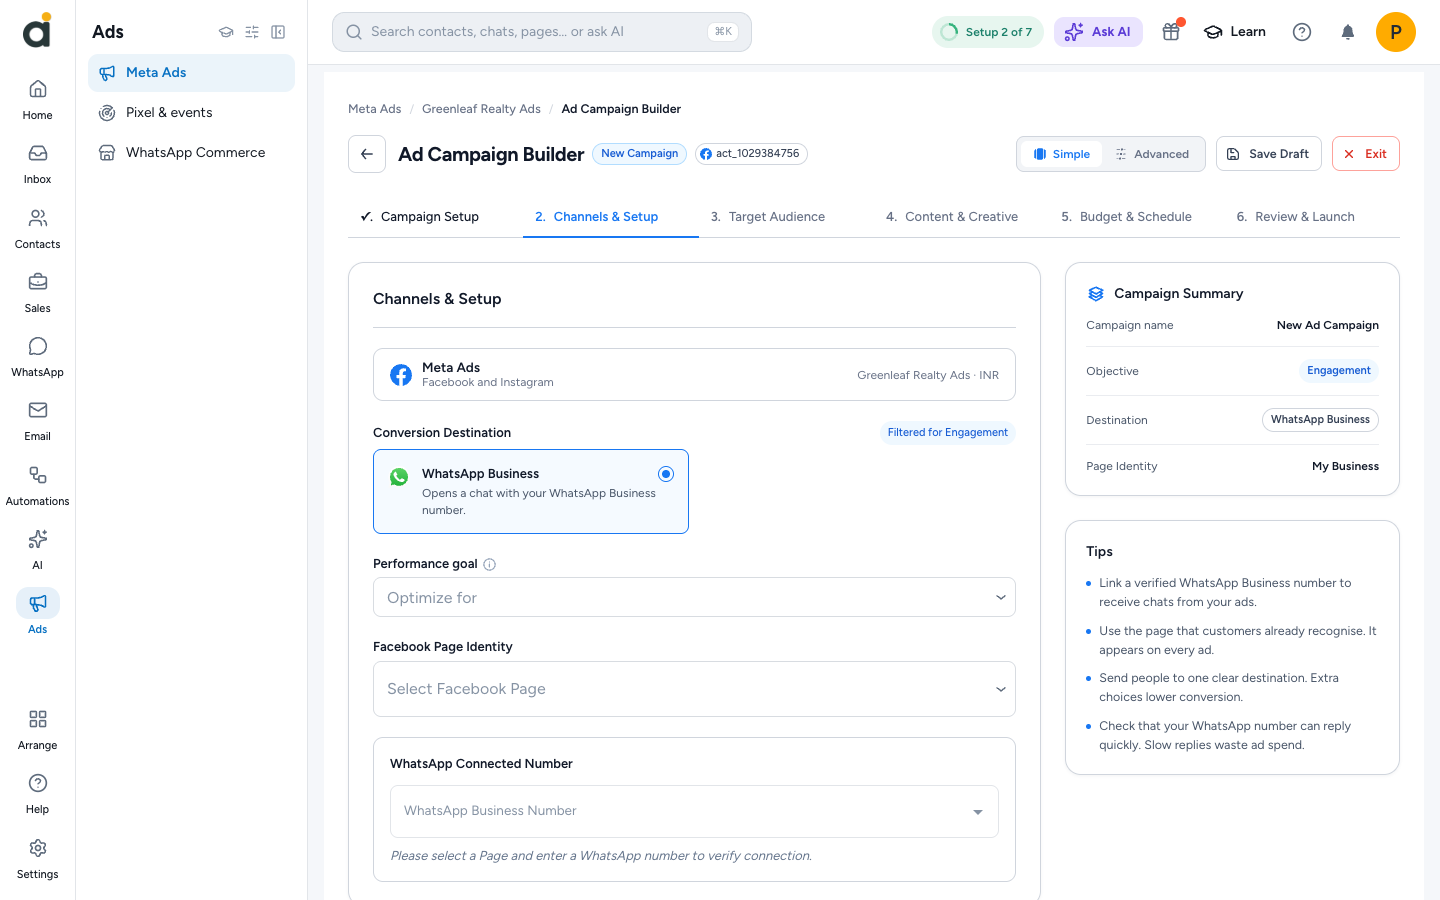 Ads
Search contacts, chats, pages... or ask AI
⌘K
Setup 2 of 7
Ask AI
Learn
P
Home
Inbox
Contacts
Sales
WhatsApp
Email
Automations
AI
Ads
Arrange
Help
Settings
Meta Ads
Pixel & events
WhatsApp Commerce
Meta Ads / Greenleaf Realty Ads / Ad Campaign Builder
Ad Campaign Builder
New Campaign
act_1029384756
Simple
Advanced
Save Draft
Exit
✓. Campaign Setup
2. Channels & Setup
3. Target Audience
4. Content & Creative
5. Budget & Schedule
6. Review & Launch
Channels & Setup
Meta Ads
Facebook and Instagram
Greenleaf Realty Ads · INR
Conversion Destination
Filtered for Engagement
WhatsApp Business
Opens a chat with your WhatsApp Business
number.
Performance goal
Optimize for
Facebook Page Identity
Select Facebook Page
WhatsApp Connected Number
WhatsApp Business Number
Please select a Page and enter a WhatsApp number to verify connection.
Campaign Summary
Campaign name
New Ad Campaign
Objective
Engagement
Destination
WhatsApp Business
Page Identity
My Business
Tips
Link a verified WhatsApp Business number to
receive chats from your ads.
Use the page that customers already recognise. It
appears on every ad.
Send people to one clear destination. Extra
choices lower conversion.
Check that your WhatsApp number can reply
quickly. Slow replies waste ad spend.